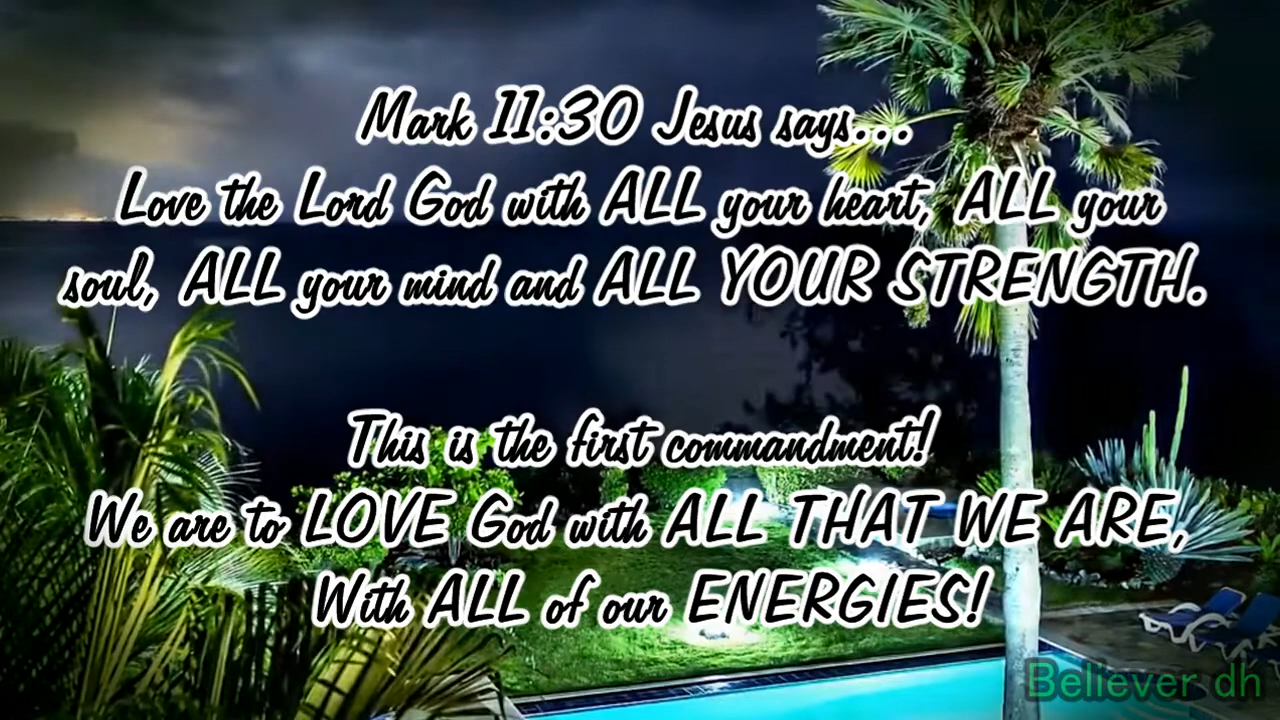 Mark 11:30 Jesus says...
Love the Lord God with ALL your heart, ALL your
soul, ALL your mind and ALL YOUR STRENGTH.
This is the first commandment!
We are to LOVE God with ALL THAT WE ARE,
With ALL of our ENERGIES!
Believer dh